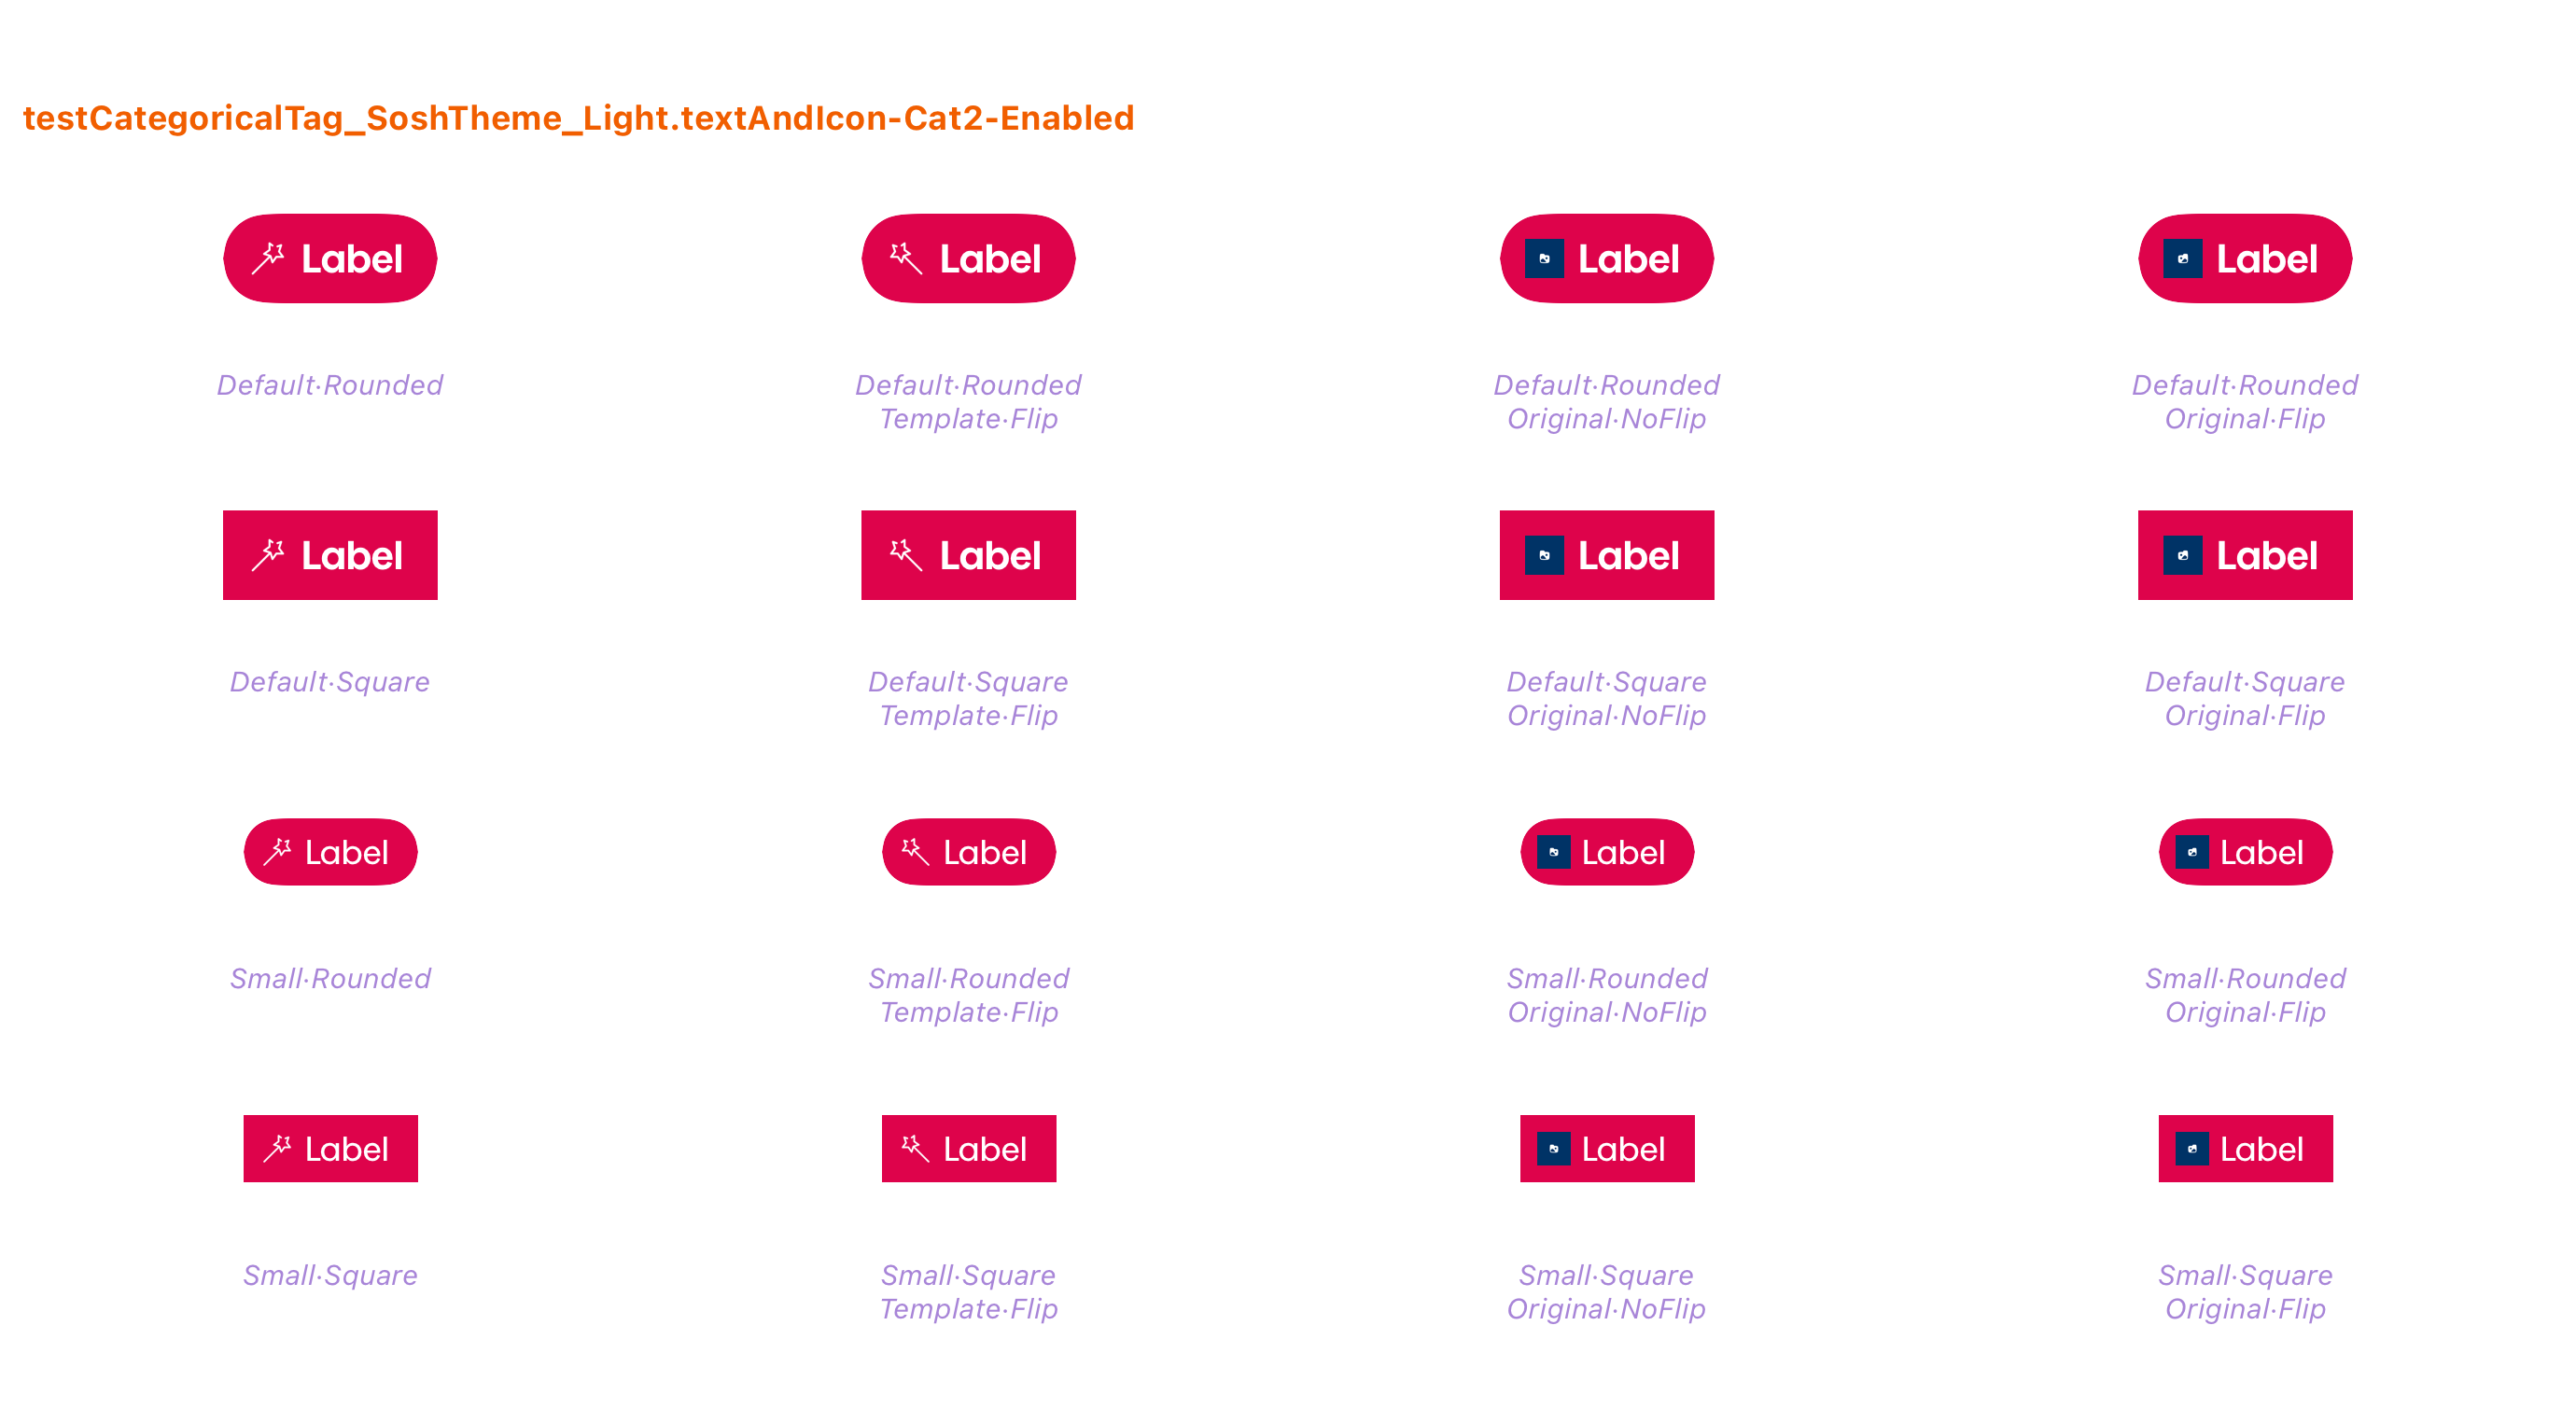 testCategoricalTag_SoshTheme_Light.textAndIcon-Cat2-Enabled
Label
Label
Label
Label
Default·Rounded
Default·Rounded
Template·Flip
Default·Rounded
Original·NoFlip
Default·Rounded
Original·Flip
Label
Label
Label
Label
Default·Square
Default·Square
Template·Flip
Default·Square
Original·NoFlip
Default·Square
Original·Flip
Label
Label
Label
Label
Small·Rounded
Small·Rounded
Template·Flip
Small·Rounded
Original·NoFlip
Small·Rounded
Original·Flip
Label
Label
Label
Label
Small·Square
Small·Square
Template·Flip
Small·Square
Original·NoFlip
Small·Square
Original·Flip